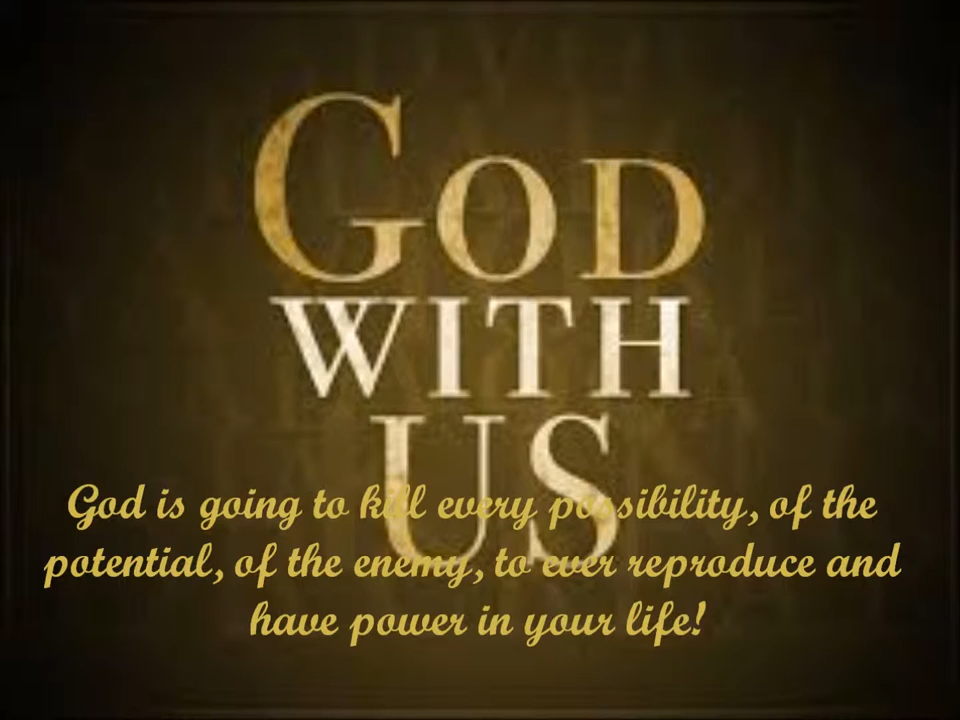 GOD
WITH
US
God is going to kill every possibility, of the
potential, of the enemy, to ever reproduce and
have power in your life!